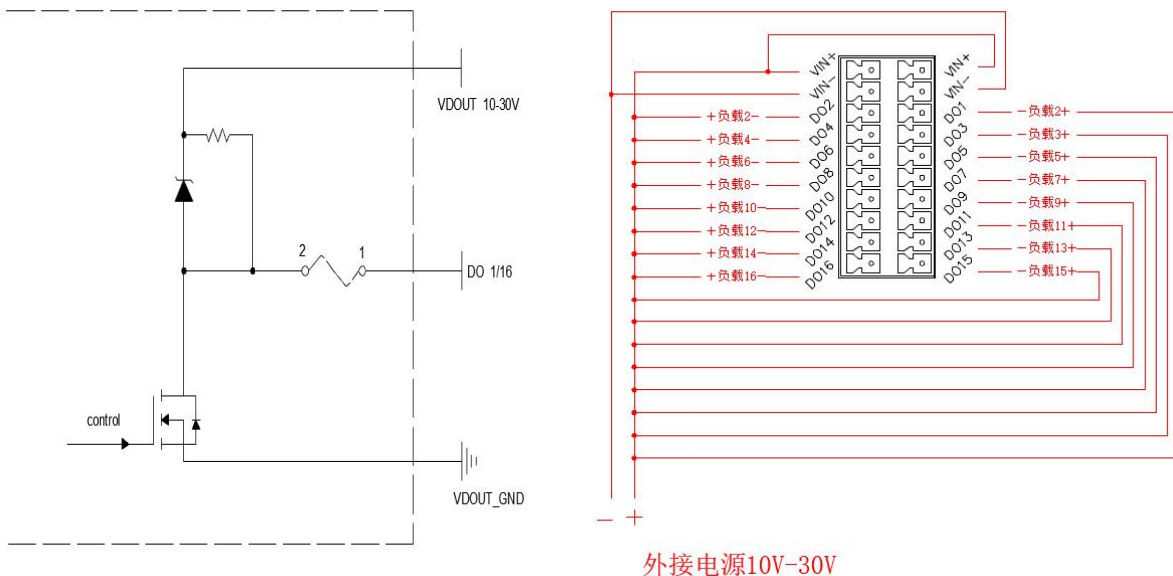 VDOUT 10-30V
2
1
DO 1/16
control
VDOUT_GND
VIN+
VIN-
DO2
DO4
DO6
DO8
DO10
DO12
DO14
DO16
VIN+
VIN-
DO1
DO3
DO5
DO7
DO9
DO11
DO13
DO15
+负载2-
+负载4-
+负载6-
+负载8-
+负载10-
+负载12-
+负载14-
+负载16-
-负载2+
-负载3+
-负载5+
-负载7+
-负载9+
-负载11+
-负载13+
-负载15+
- +
外接电源10V-30V